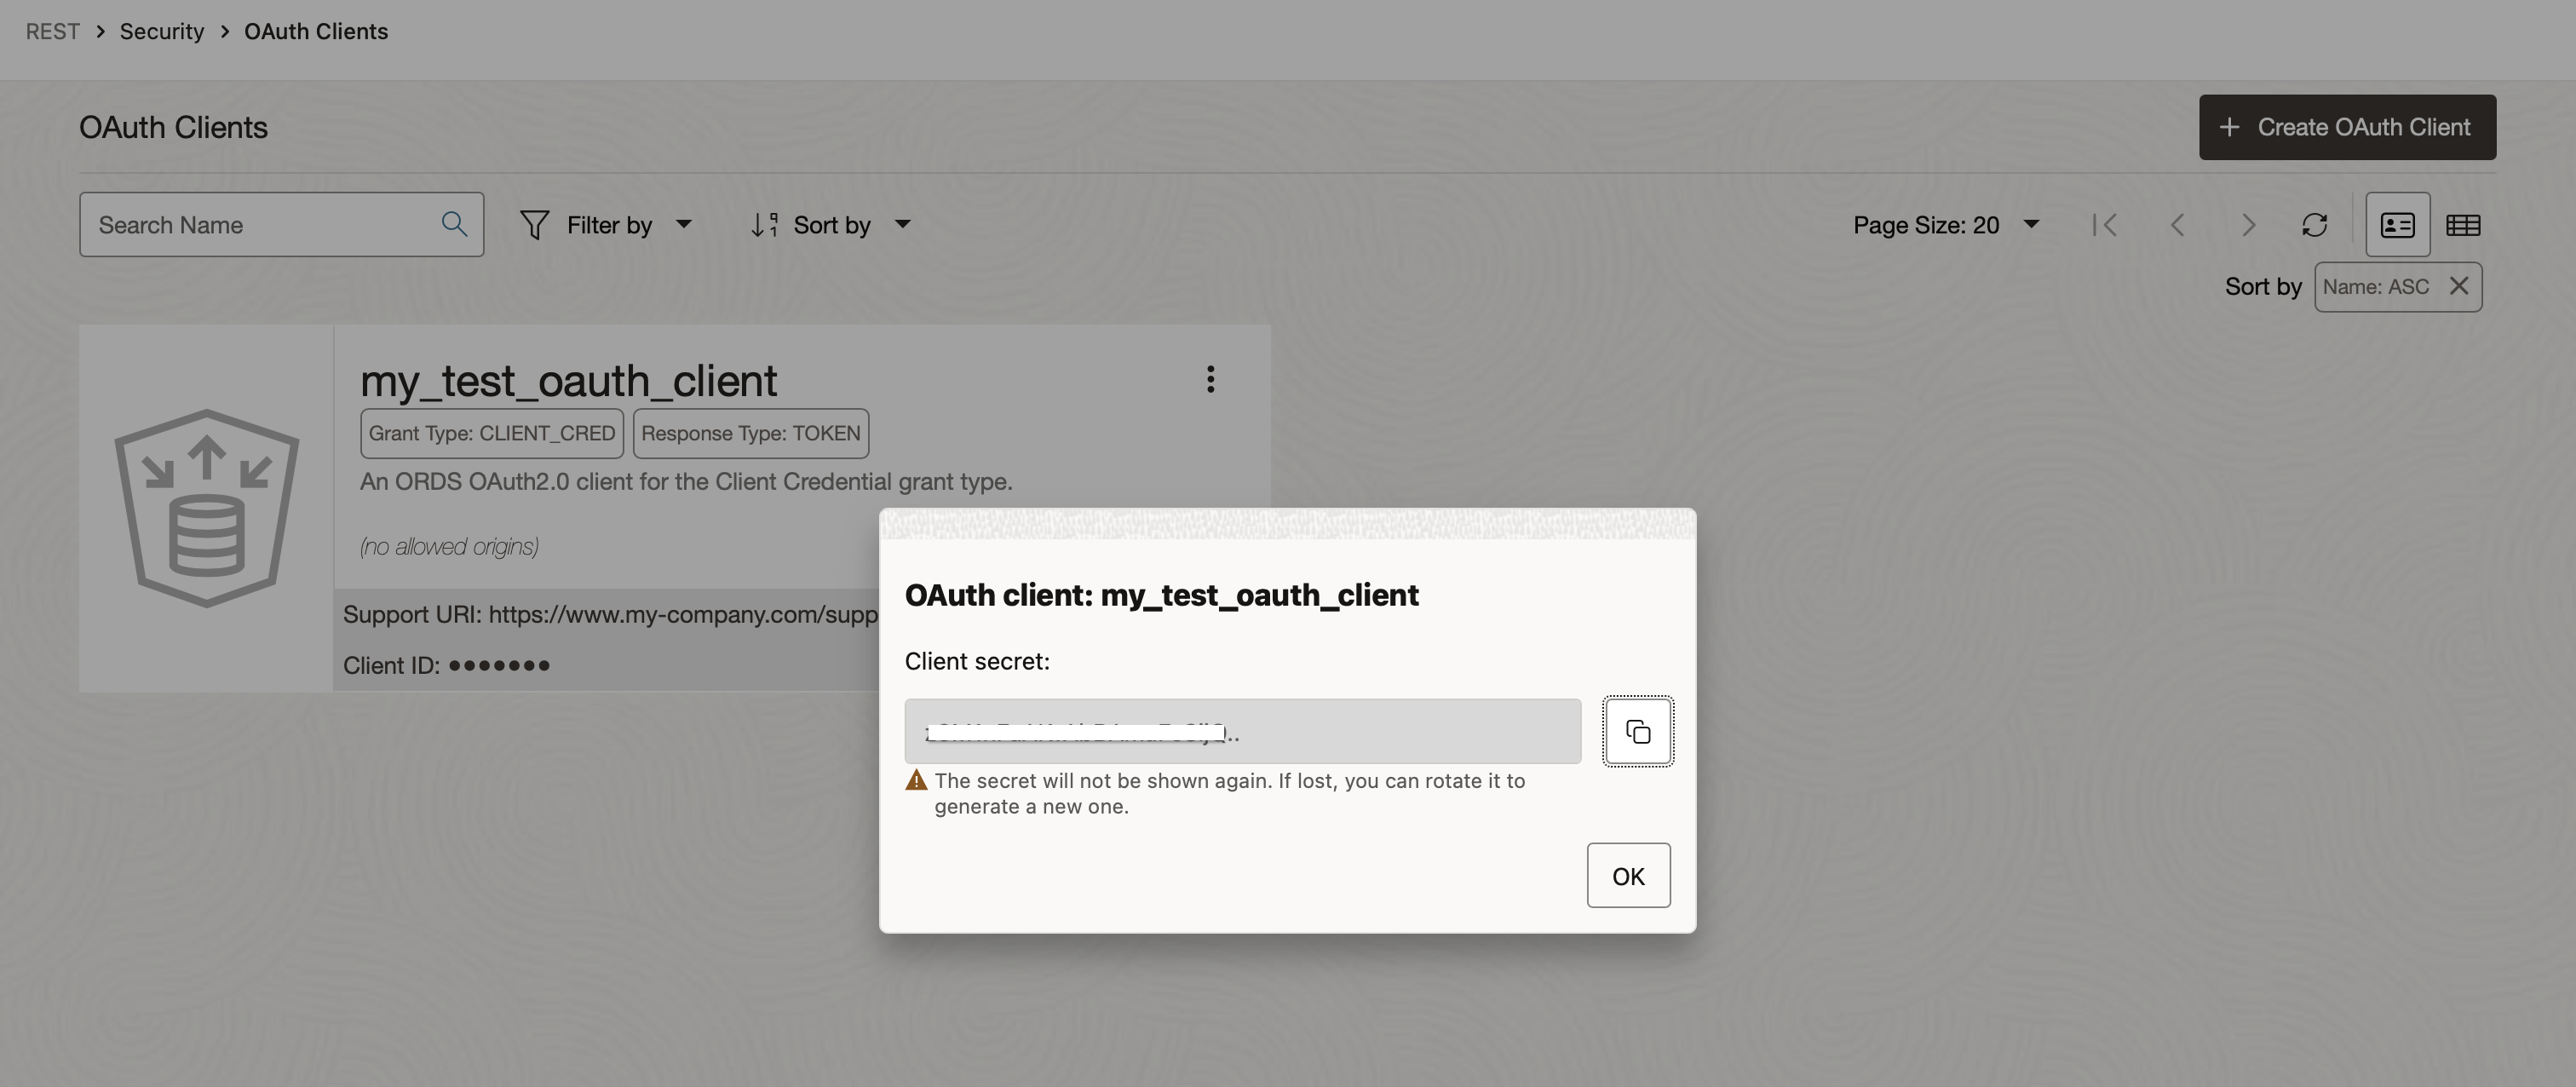 REST > Security > OAuth Clients
OAuth Clients
+ Create OAuth Client
Search Name
Filter by
Sort by
Page Size: 20
Sort by
Name: ASC
my_test_oauth_client
Grant Type: CLIENT_CRED
Response Type: TOKEN
An ORDS OAuth2.0 client for the Client Credential grant type.
(no allowed origins)
Support URI: https://www.my-company.com/supp
Client ID: •••••••
OAuth client: my_test_oauth_client
Client secret:
The secret will not be shown again. If lost, you can rotate it to
generate a new one.
OK